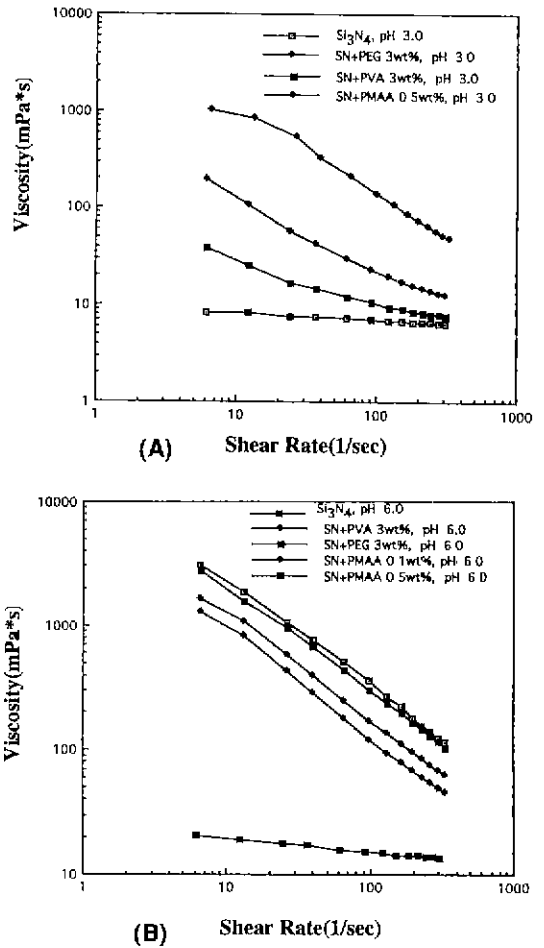 Si3N4, pH 3.0
SN+PEG 3wt%, pH 3.0
SN+PVA 3wt%, pH 3.0
SN+PMAA 0 5wt%, pH 3 0
10000
1000
100
10
1
Viscosity(mPa*s)
1
10
100
1000
(A)
Shear Rate(1/sec)
Si3N4, pH 6.0
SN+PVA 3wt%, pH 6.0
SN+PEG 3wt%, pH 6 0
SN+PMAA 0 1wt%, pH 6 0
SN+PMAA 0 5wt%, pH 6 0
10000
1000
100
10
Viscosity(mPa*s)
1
10
100
1000
(B)
Shear Rate(1/sec)